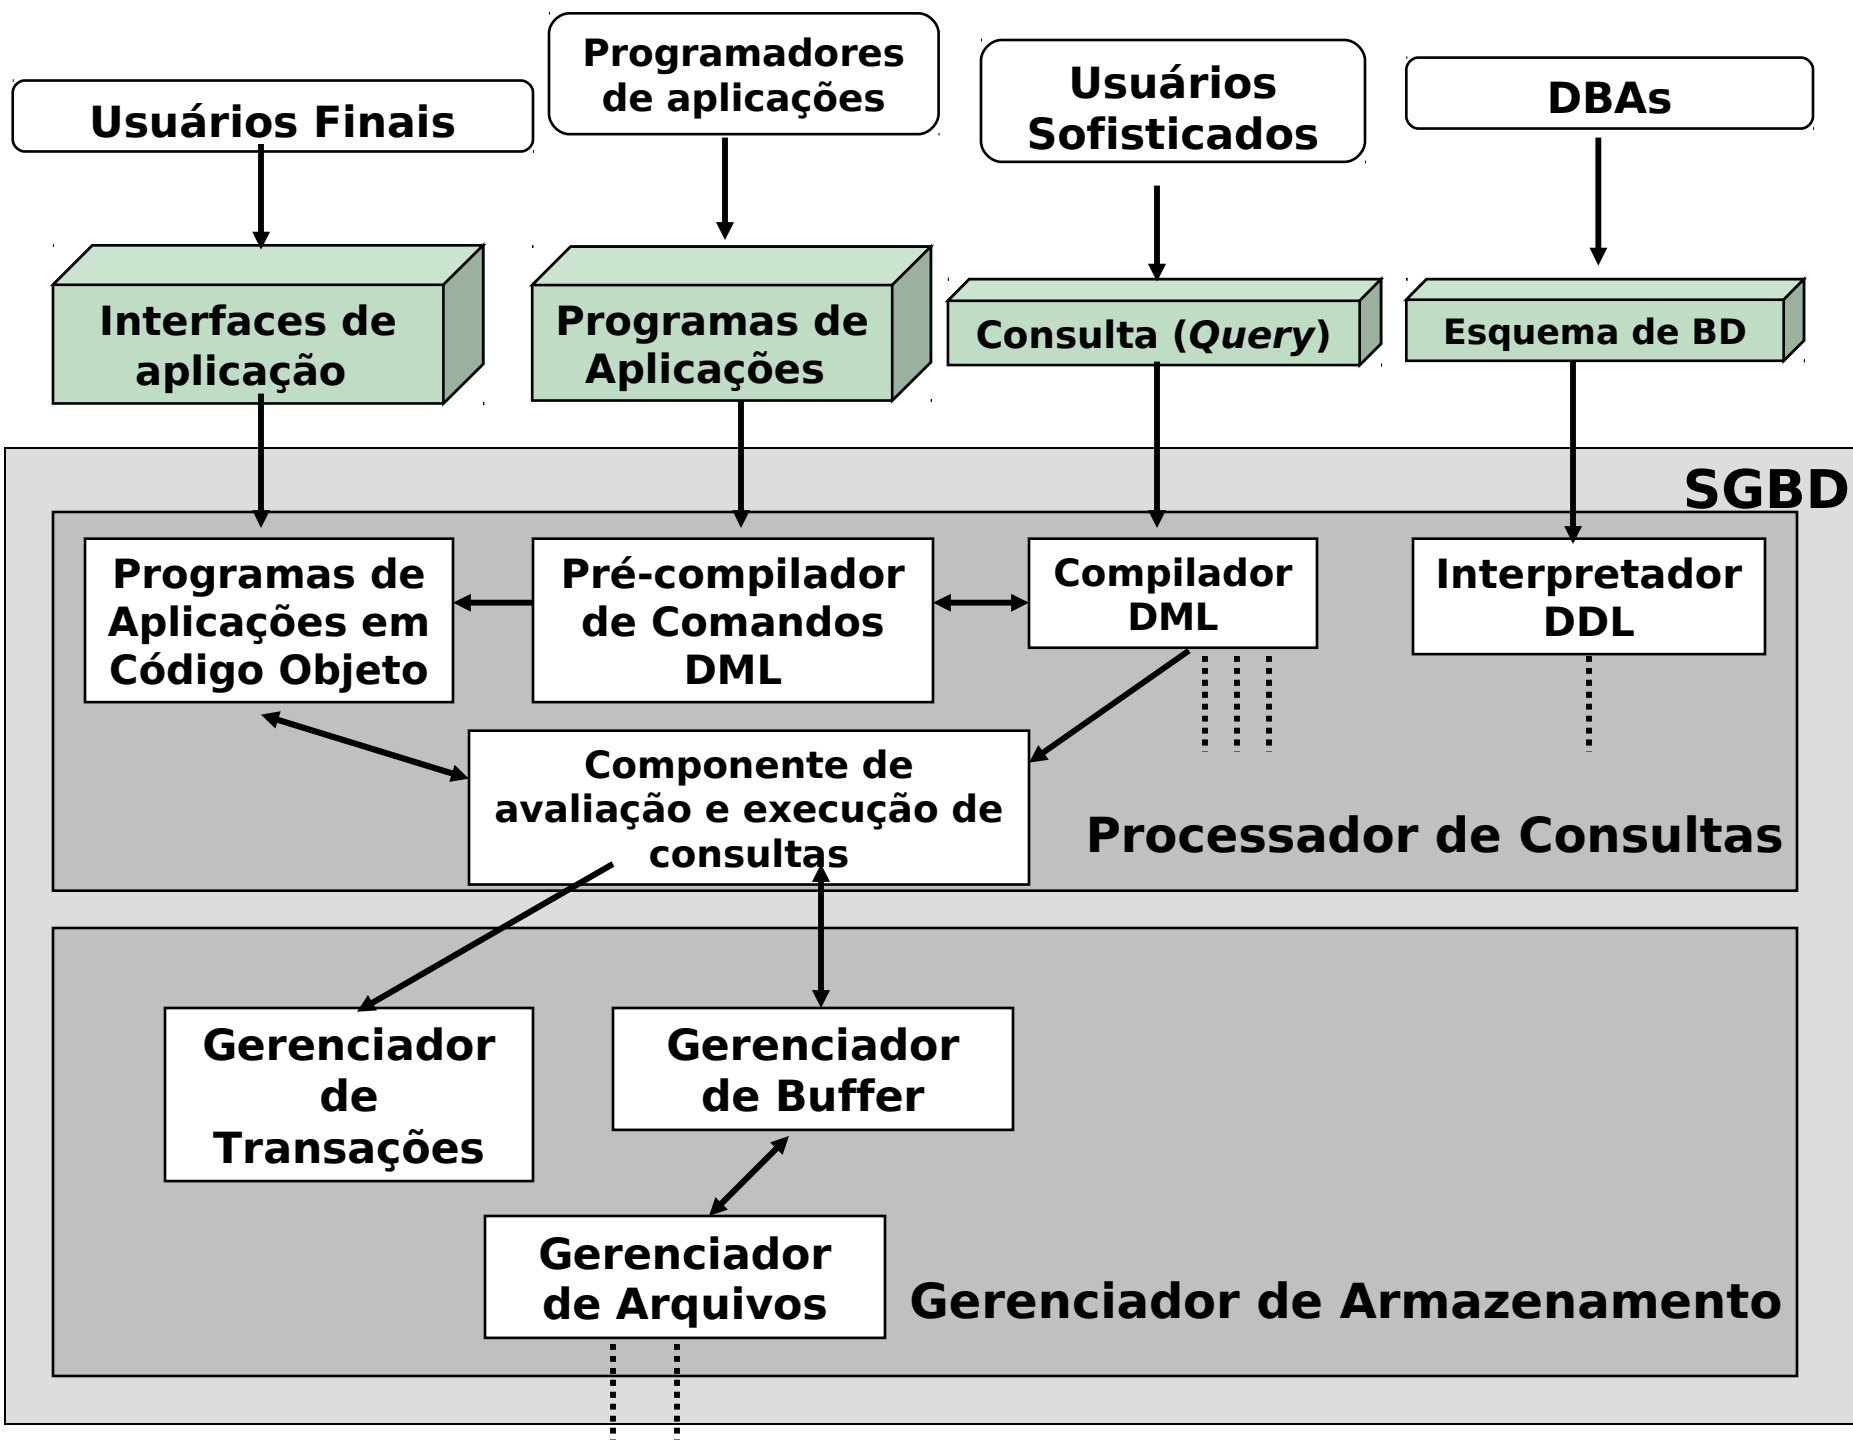 Usuários Finais
Programadores
de aplicações
Usuários
Sofisticados
DBAs
Interfaces de
aplicação
Programas de
Aplicações
Consulta (Query)
Esquema de BD
SGBD
Programas de
Aplicações em
Código Objeto
Pré-compilador
de Comandos
DML
Compilador
DML
Interpretador
DDL
Componente de
avaliação e execução de
consultas
Processador de Consultas
Gerenciador
de
Transações
Gerenciador
de Buffer
Gerenciador
de Arquivos
Gerenciador de Armazenamento